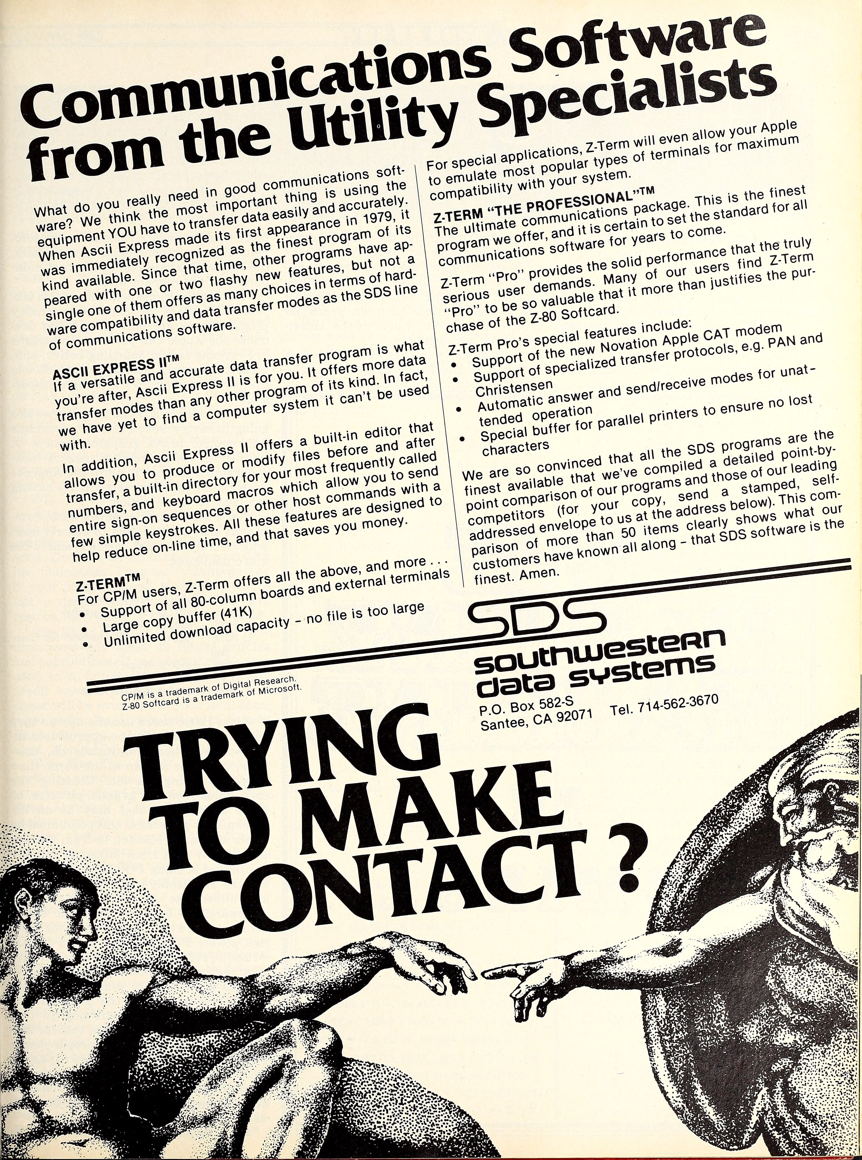 Communications Software
from the Utility Specialists
What do you really need in good communications soft-
ware? We think the most important thing is using the
equipment YOU have to transfer data easily and accurately.
When Ascii Express made its first appearance in 1979, it
was immediately recognized as the finest program of its
kind available. Since that time, other programs have ap-
peared with one or two flashy new features, but not a
single one of them offers as many choices in terms of hard-
ware compatibility and data transfer modes as the SDS line
of communications software.
ASCII EXPRESS II™
If a versatile and accurate data transfer program is what
you're after, Ascii Express II is for you. It offers more data
transfer modes than any other program of its kind. In fact,
we have yet to find a computer system it can't be used
with.
In addition, Ascii Express II offers a built-in editor that
allows you to produce or modify files before and after
transfer, a built-in directory for your most frequently called
numbers, and keyboard macros which allow you to send
entire sign-on sequences or other host commands with a
few simple keystrokes. All these features are designed to
help reduce on-line time, and that saves you money.
Z-TERM™
For CP/M users, Z-Term offers all the above, and more . . .
• Support of all 80-column boards and external terminals
• Large copy buffer (41K)
• Unlimited download capacity – no file is too large
For special applications, Z-Term will even allow your Apple
to emulate most popular types of terminals for maximum
compatibility with your system.
Z-TERM “THE PROFESSIONAL”™
The ultimate communications package. This is the finest
program we offer, and it is certain to set the standard for all
communications software for years to come.
Z-Term “Pro” provides the solid performance that the truly
serious user demands. Many of our users find Z-Term
“Pro” to be so valuable that it more than justifies the pur-
chase of the Z-80 Softcard.
Z-Term Pro's special features include:
• Support of the new Novation Apple CAT modem
• Support of specialized transfer protocols, e.g. PAN and
Christensen
• Automatic answer and send/receive modes for unat-
tended operation
• Special buffer for parallel printers to ensure no lost
characters
We are so convinced that all the SDS programs are the
finest available that we've compiled a detailed point-by-
point comparison of our programs and those of our leading
competitors (for your copy, send a stamped, self-
addressed envelope to us at the address below). This com-
parison of more than 50 items clearly shows what our
customers have known all along – that SDS software is the
finest. Amen.
SDS
southwestern
data systems
P.O. Box 582-S
Santee, CA 92071 Tel. 714-562-3670
CP/M is a trademark of Digital Research.
Z-80 Softcard is a trademark of Microsoft.
TRYING
TO MAKE
CONTACT ?